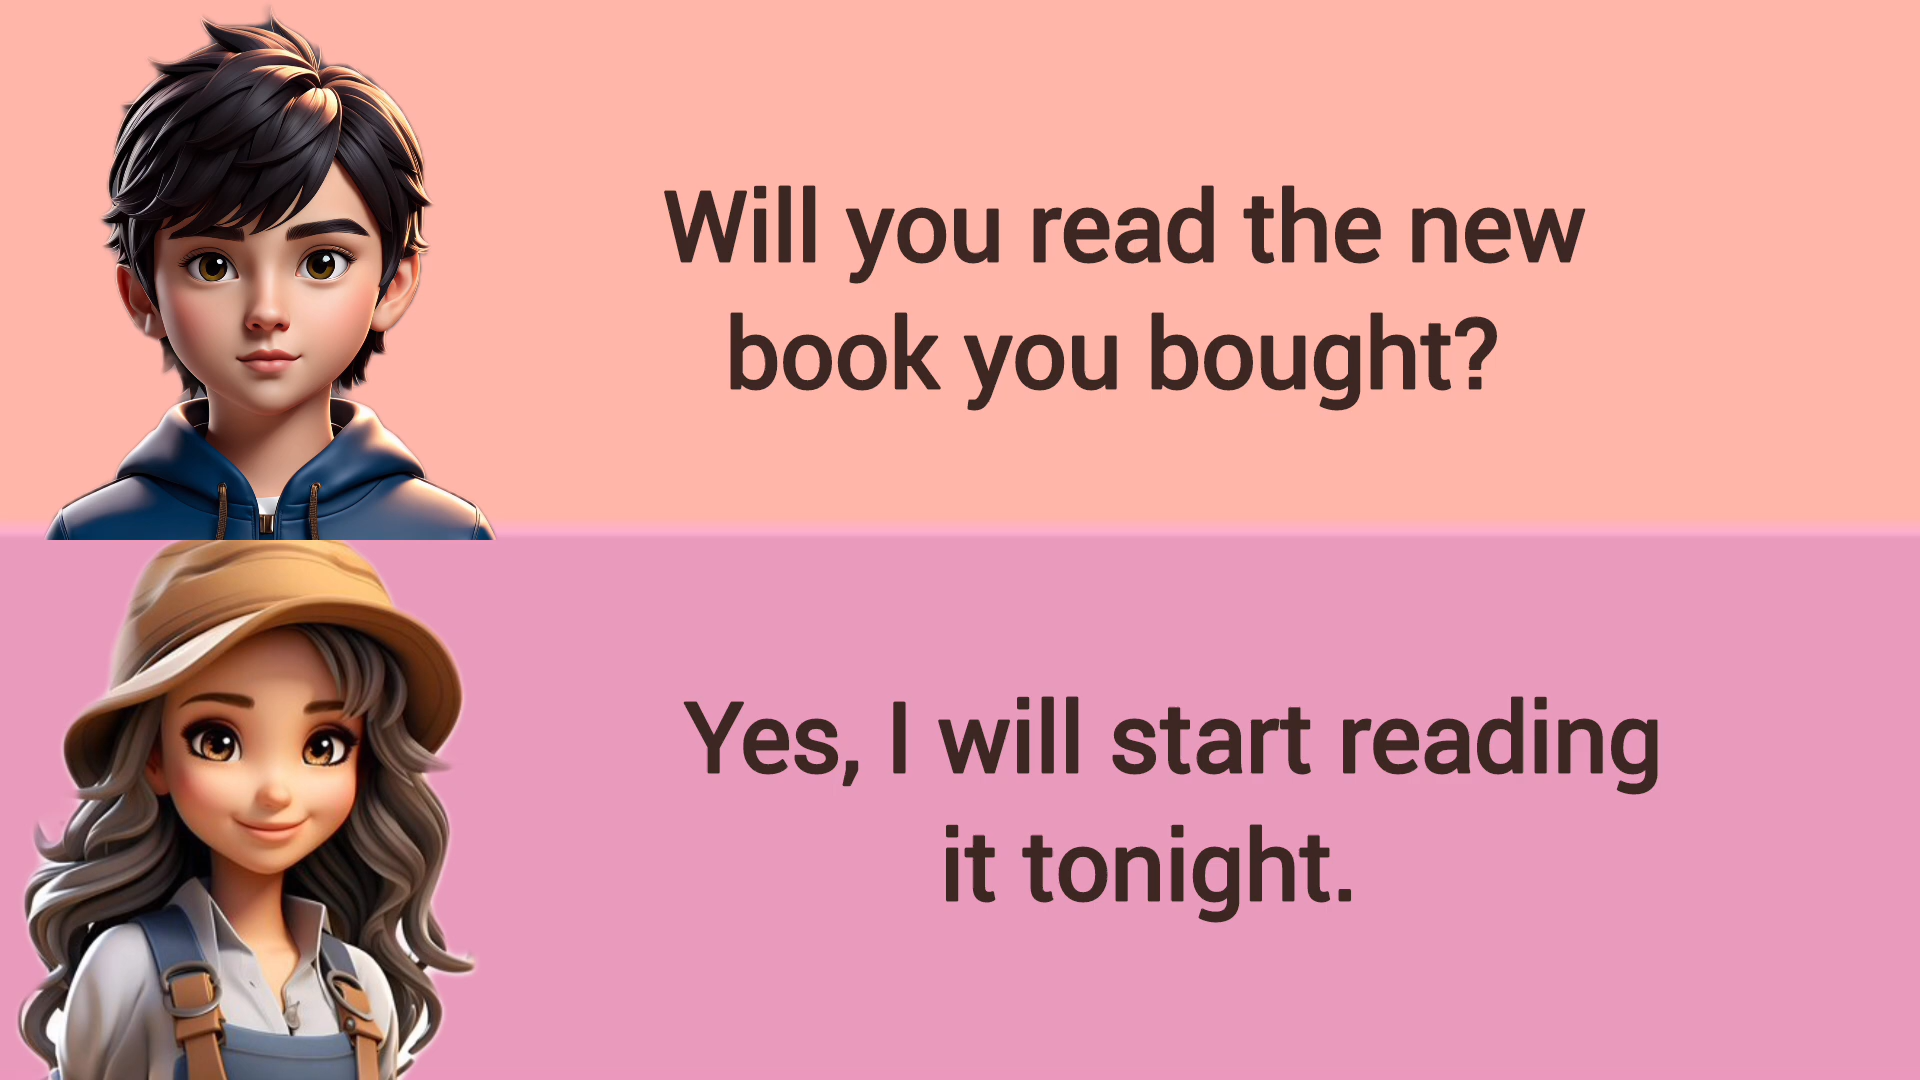 Will you read the new
book you bought?
Yes, I will start reading
it tonight.